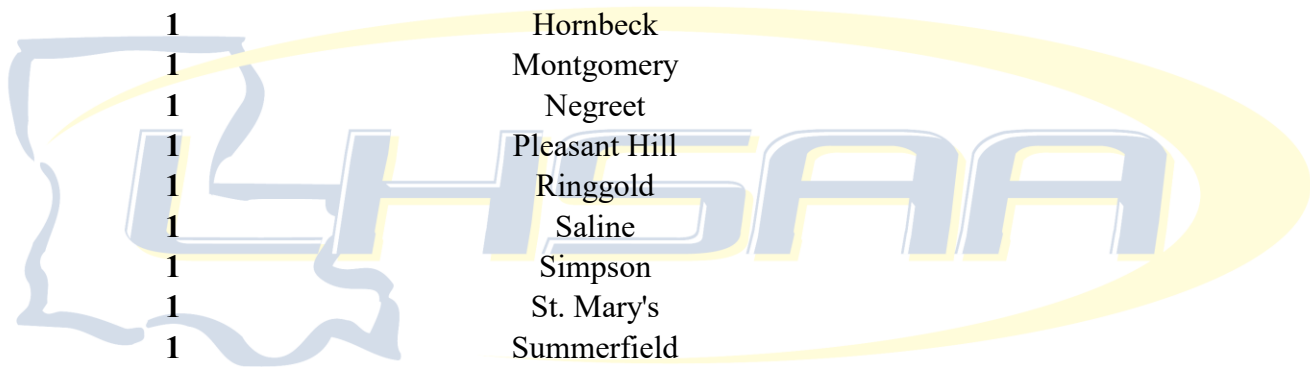 1 Hornbeck
1 Montgomery
1 Negreet
1 Pleasant Hill
1 Ringgold
1 Saline
1 Simpson
1 St. Mary's
1 Summerfield
LHSAA